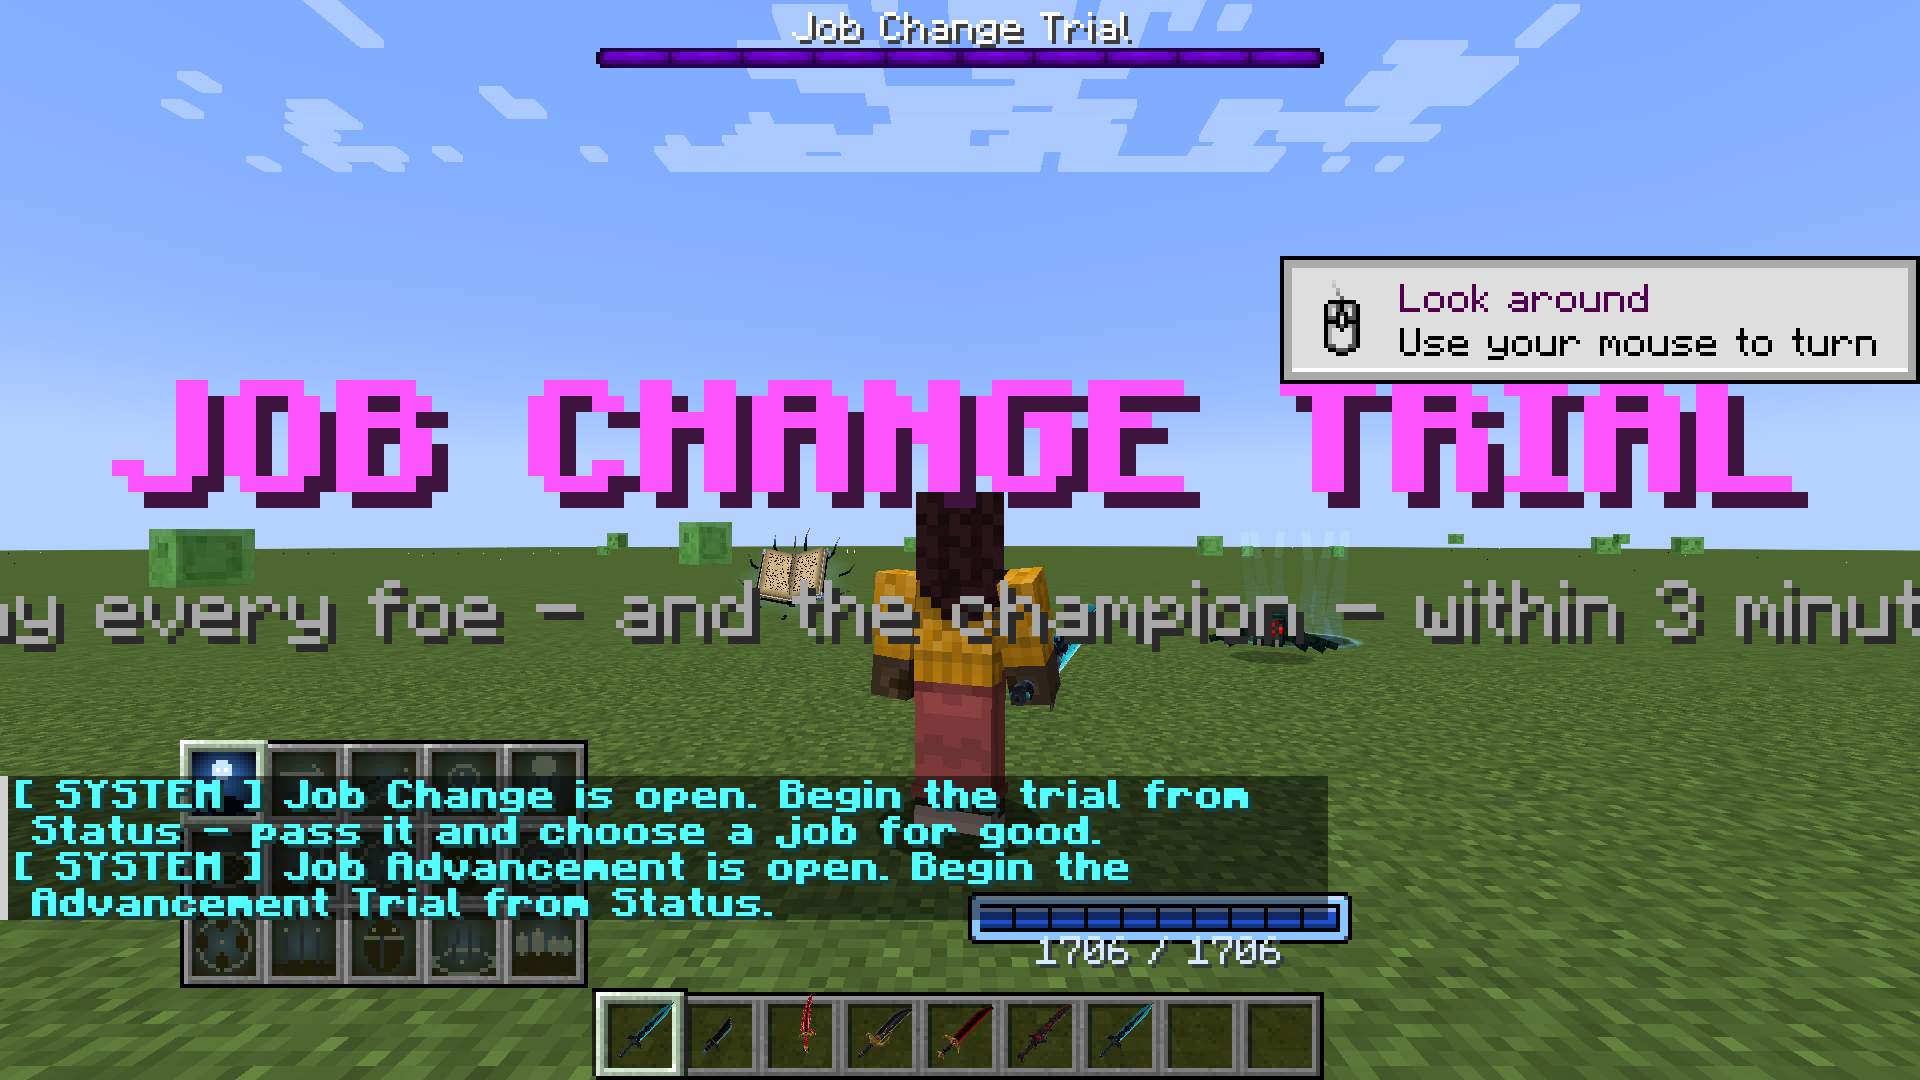 Job Change Trial
Look around
Use your mouse to turn
JOB CHANGE TRIAL
every foe - and the champion - within 3
[ SYSTEM ] Job Change is open. Begin the trial from
Status - pass it and choose a job for good.
[ SYSTEM ] Job Advancement is open. Begin the
Advancement Trial from Status.
1706 / 1706